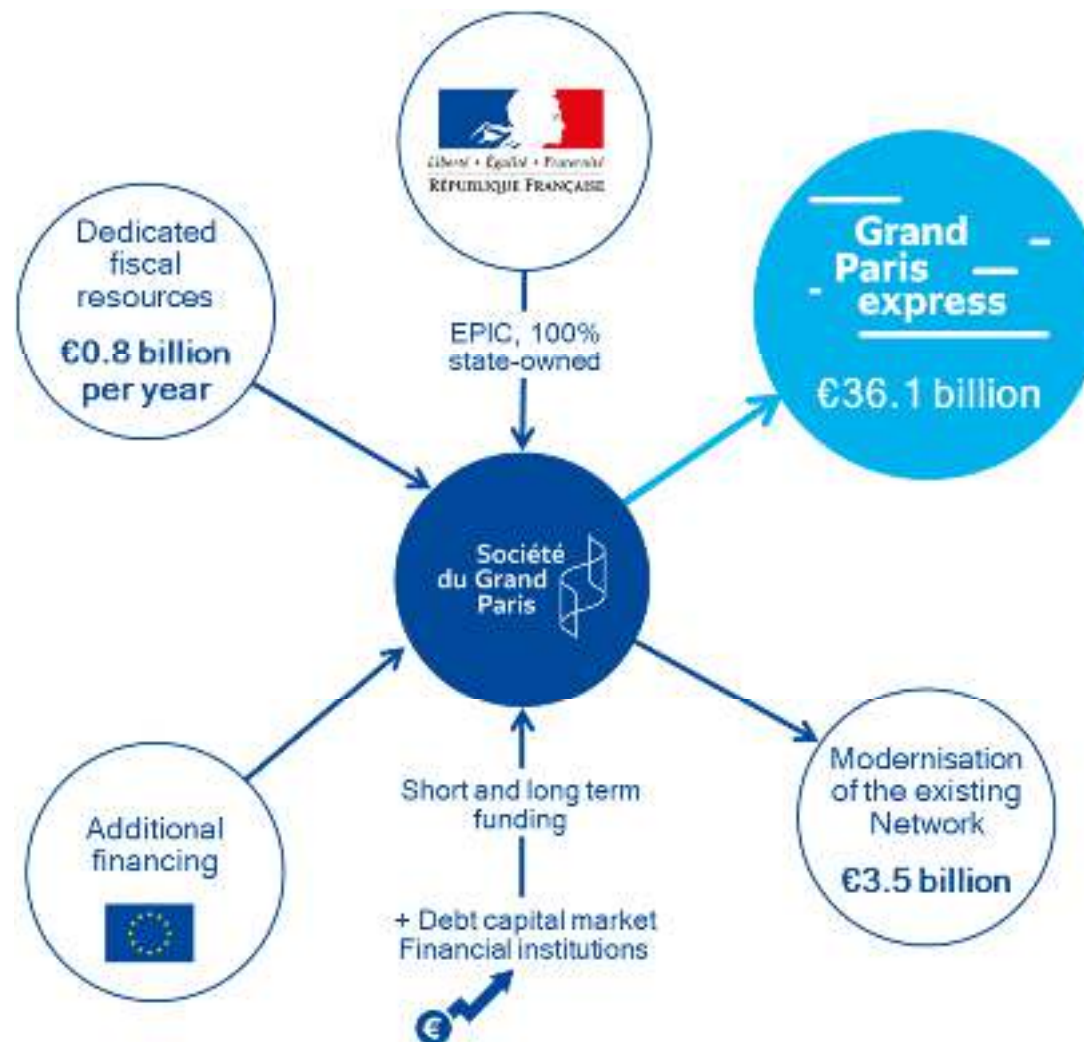 Liberté • Égalité • Fraternité
RÉPUBLIQUE FRANÇAISE
Dedicated
fiscal
resources
€0.8 billion
per year
EPIC, 100%
state-owned
Grand
Paris
express
€36.1 billion
Société
du Grand
Paris
Additional
financing
Short and long term
funding
+ Debt capital market
Financial institutions
€
Modernisation
of the existing
Network
€3.5 billion